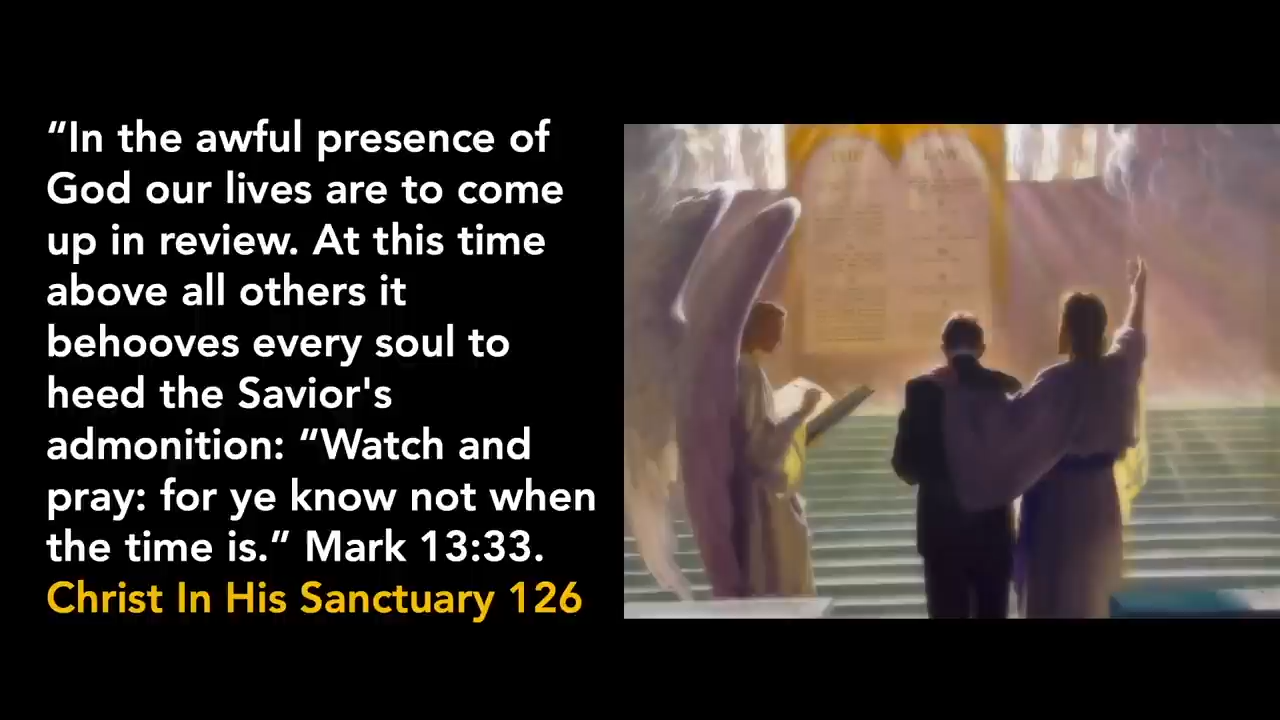 “In the awful presence of
God our lives are to come
up in review. At this time
above all others it
behooves every soul to
heed the Savior's
admonition: “Watch and
pray: for ye know not when
the time is.” Mark 13:33.
Christ In His Sanctuary 126
THE LAW